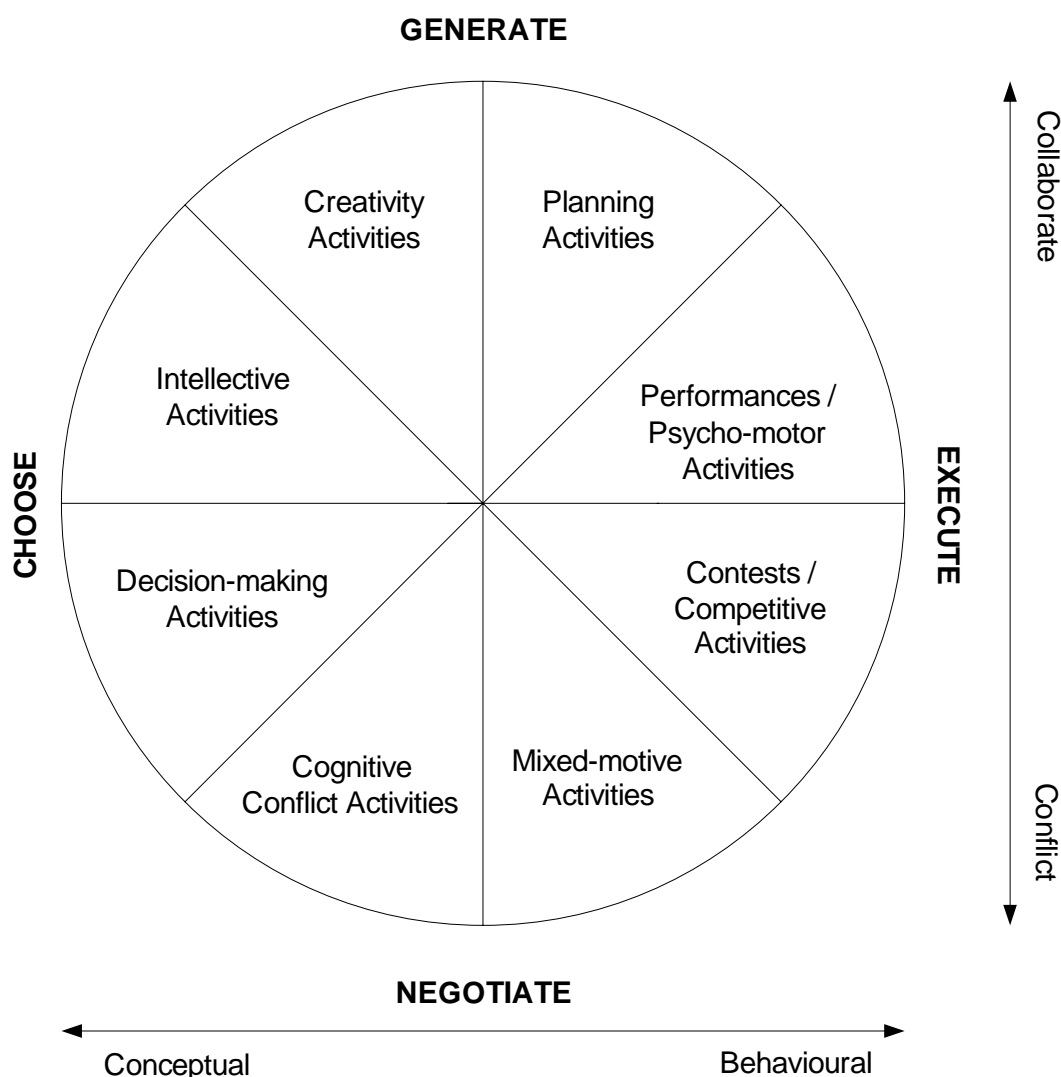 GENERATE
Collaborate
Creativity
Activities
Planning
Activities
Intellective
Activities
Performances /
Psycho-motor
Activities
CHOOSE
EXECUTE
Decision-making
Activities
Contests /
Competitive
Activities
Cognitive
Conflict Activities
Mixed-motive
Activities
Conflict
NEGOTIATE
Conceptual
Behavioural